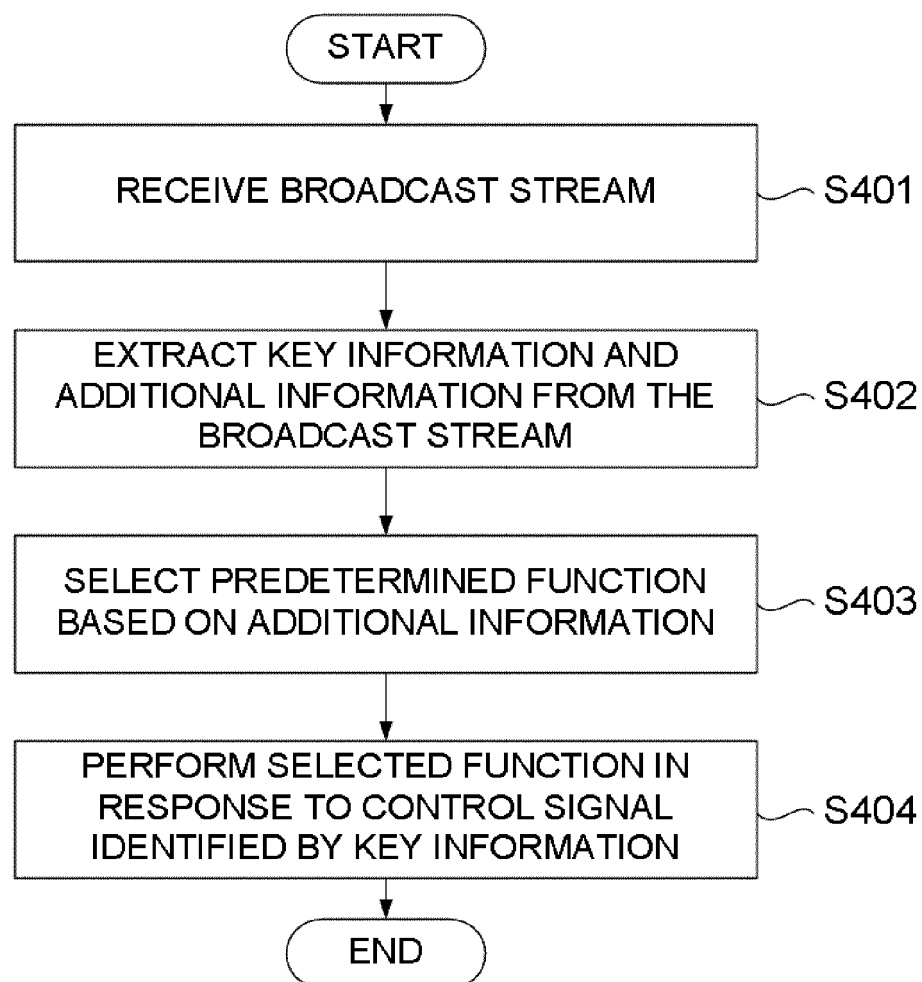 START
RECEIVE BROADCAST STREAM
S401
EXTRACT KEY INFORMATION AND
ADDITIONAL INFORMATION FROM THE
BROADCAST STREAM
S402
SELECT PREDETERMINED FUNCTION
BASED ON ADDITIONAL INFORMATION
S403
PERFORM SELECTED FUNCTION IN
RESPONSE TO CONTROL SIGNAL
IDENTIFIED BY KEY INFORMATION
S404
END